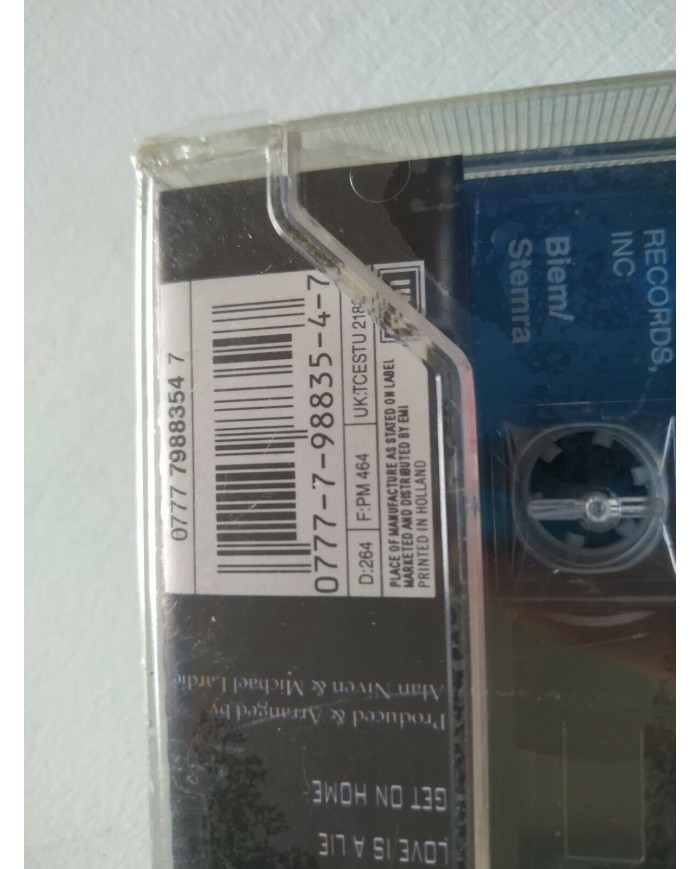 0777 7988354 7
0777-7-98835-4-7
D:264 F:PM 464 UK:TCESTU
PLACE OF MANUFACTURE AS STATED ON LABEL
MARKETED AND DISTRIBUTED BY EMI
PRINTED IN HOLLAND
RECORDS,
INC
Biem/
Stemra
LOVE IS A LIE
GET ON HOME
Produced & Arranged by
Alan Niven & Michael Lardie